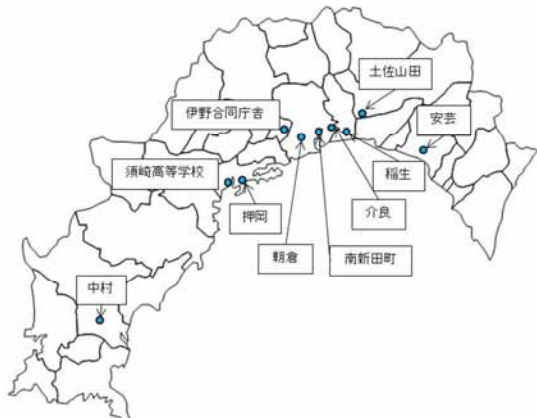 土佐山田
伊野合同庁舎
安芸
須崎高等学校
稲生
押岡
介良
朝倉
南新田町
中村